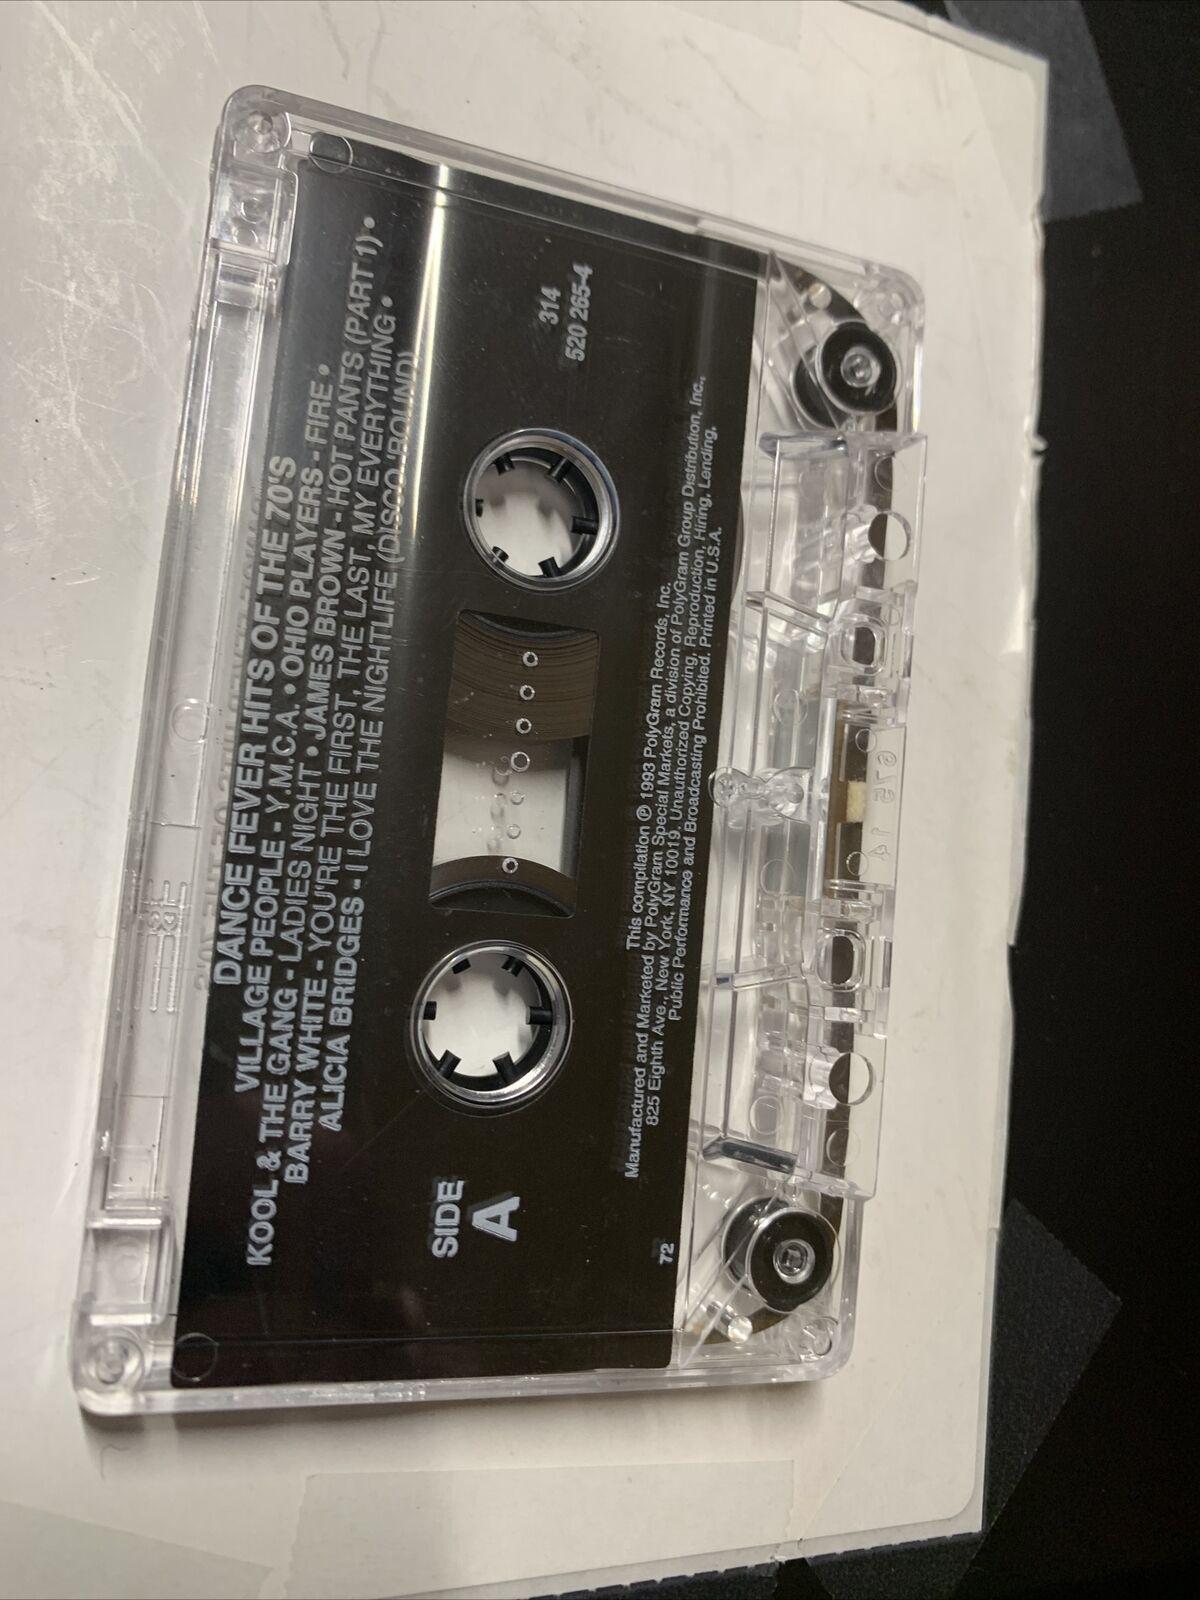 DANCE FEVER HITS OF THE 70'S
VILLAGE PEOPLE - Y.M.C.A. • OHIO PLAYERS - FIRE •
KOOL & THE GANG - LADIES NIGHT • JAMES BROWN - HOT PANTS (PART 1) •
BARRY WHITE - YOU'RE THE FIRST, THE LAST, MY EVERYTHING •
ALICIA BRIDGES - I LOVE THE NIGHTLIFE (DISCO 'ROUND)
SIDE
A
314
520 265-4
This compilation ℗ 1993 PolyGram Records, Inc.
Manufactured and Marketed by PolyGram Special Markets, a division of PolyGram Group Distribution, Inc.,
825 Eighth Ave., New York, NY 10019. Unauthorized Copying, Reproduction, Hiring, Lending,
Public Performance and Broadcasting Prohibited. Printed in U.S.A.
72